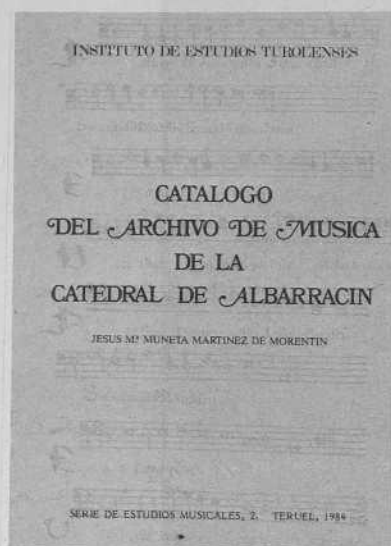 INSTITUTO DE ESTUDIOS TUROLENSES
CATALOGO
DEL ARCHIVO DE MUSICA
DE LA
CATEDRAL DE ALBARRACIN
JESUS Mª MUNETA MARTINEZ DE MORENTIN
SERIE DE ESTUDIOS MUSICALES, 2. TERUEL, 1984